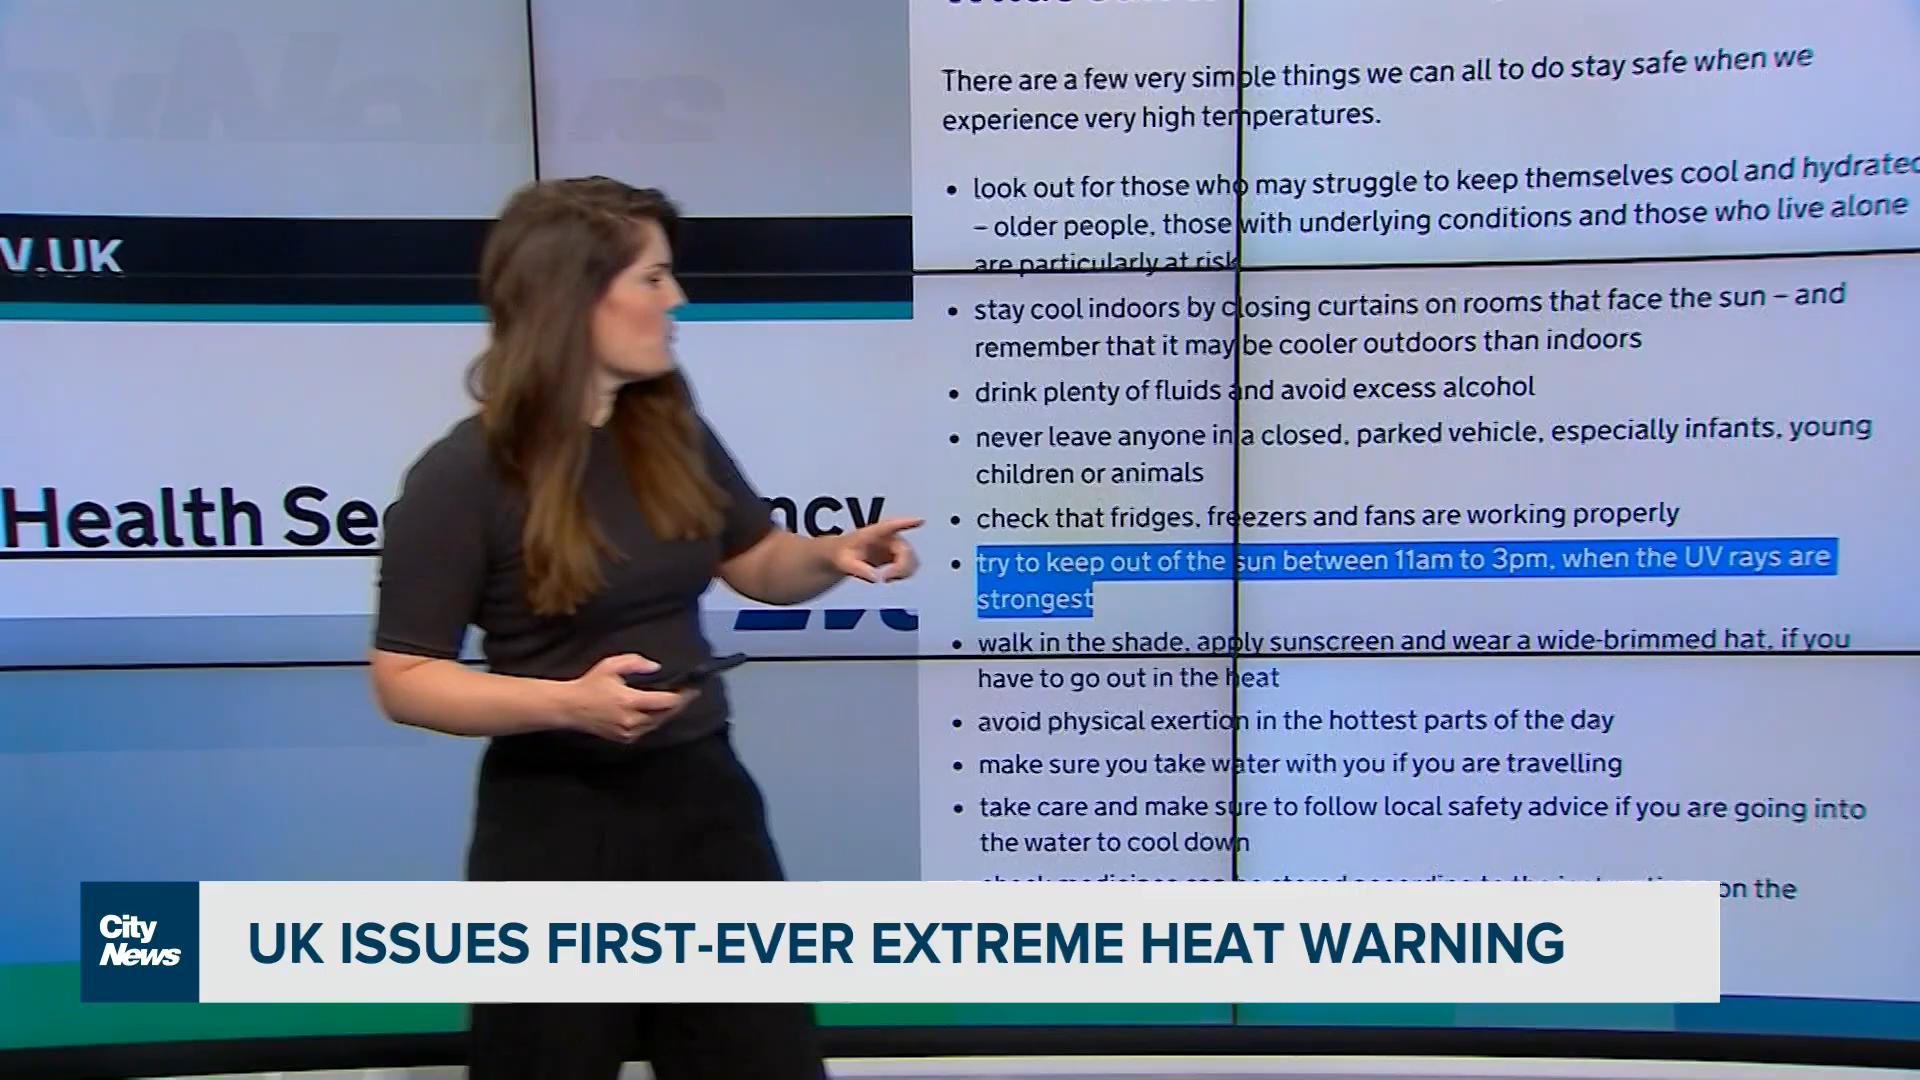 There are a few very simple things we can all to do stay safe when we
experience very high temperatures.
• look out for those who may struggle to keep themselves cool and hydrated
– older people, those with underlying conditions and those who live alone
are particularly at risk
• stay cool indoors by closing curtains on rooms that face the sun – and
remember that it may be cooler outdoors than indoors
• drink plenty of fluids and avoid excess alcohol
• never leave anyone in a closed, parked vehicle, especially infants, young
children or animals
• check that fridges, freezers and fans are working properly
• try to keep out of the sun between 11am to 3pm, when the UV rays are
strongest
• walk in the shade, apply sunscreen and wear a wide-brimmed hat, if you
have to go out in the heat
• avoid physical exertion in the hottest parts of the day
• make sure you take water with you if you are travelling
• take care and make sure to follow local safety advice if you are going into
the water to cool down
on the
V.UK
Health Se ncy
City
News
UK ISSUES FIRST-EVER EXTREME HEAT WARNING